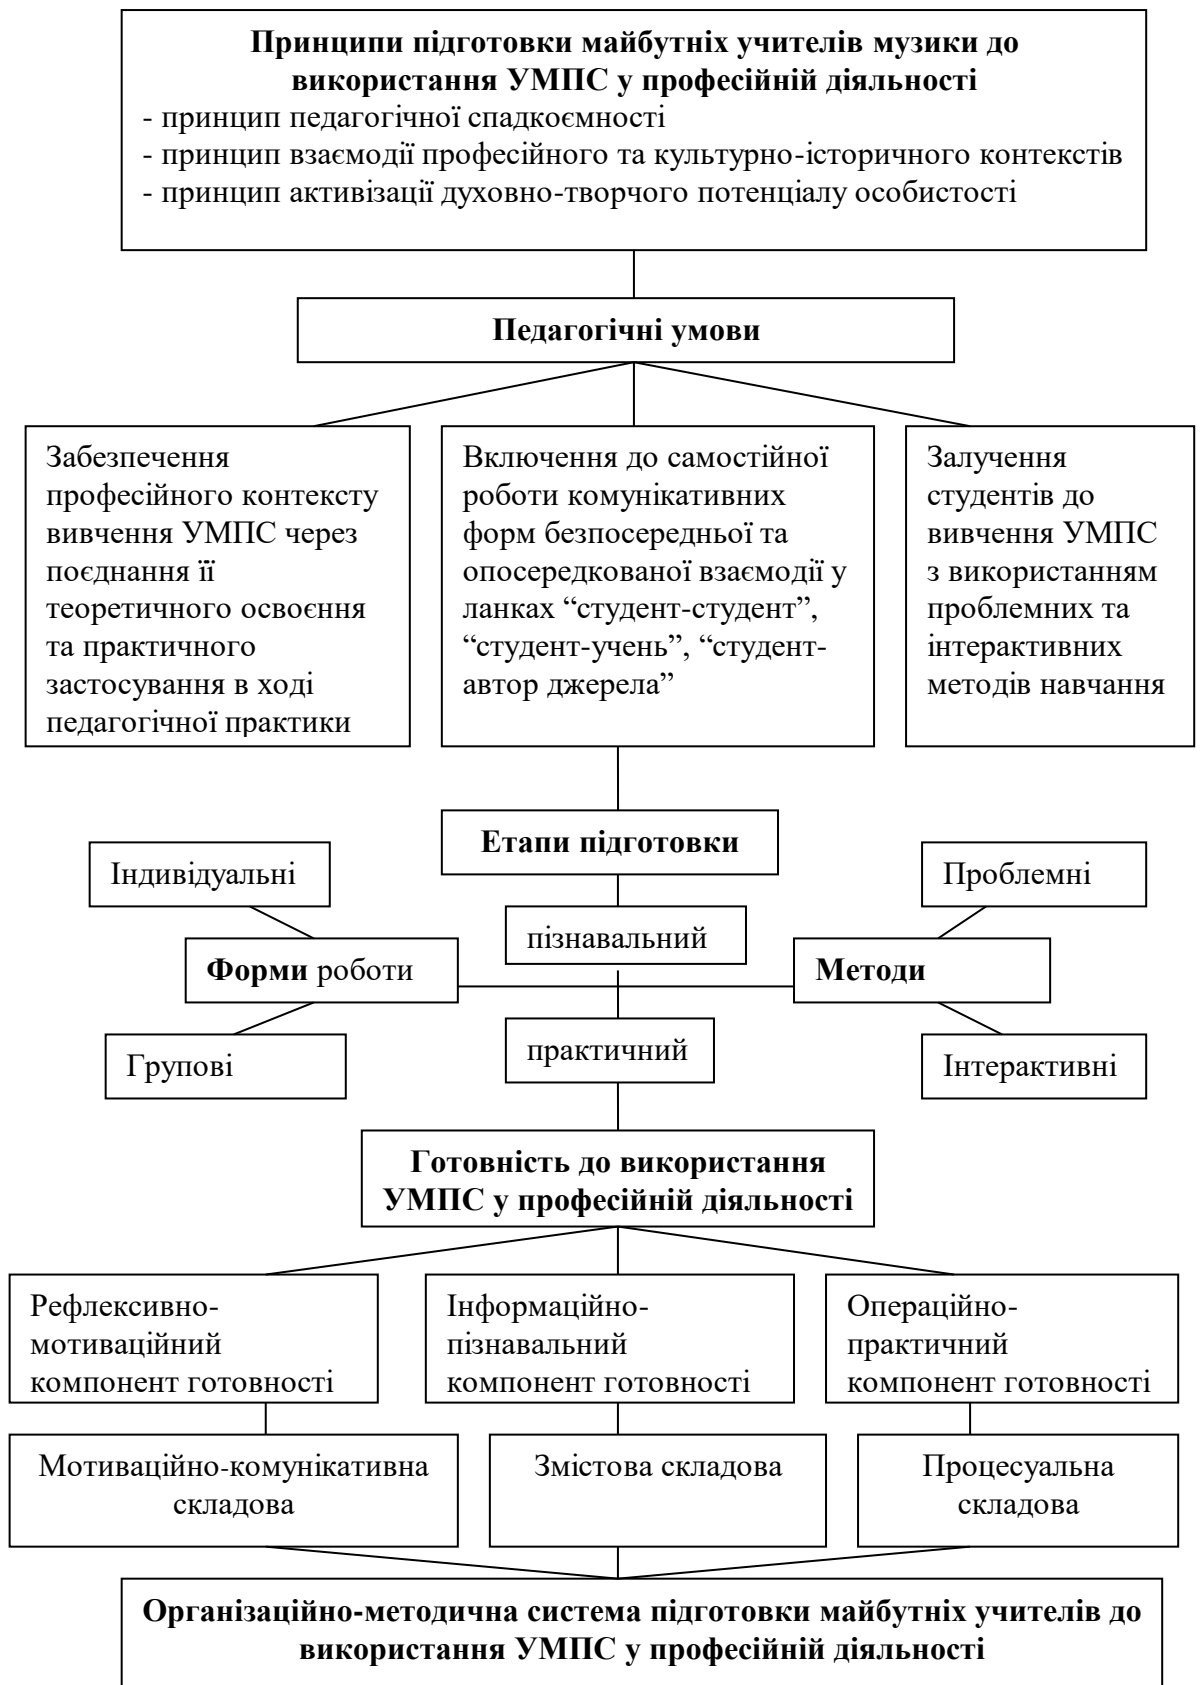 Принципи підготовки майбутніх учителів музики до
використання УМПС у професійній діяльності
- принцип педагогічної спадкоємності
- принцип взаємодії професійного та культурно-історичного контекстів
- принцип активізації духовно-творчого потенціалу особистості
Педагогічні умови
Забезпечення
професійного контексту
вивчення УМПС через
поєднання її
теоретичного освоєння
та практичного
застосування в ході
педагогічної практики
Включення до самостійної
роботи комунікативних
форм безпосередньої та
опосередкованої взаємодії у
ланках “студент-студент”,
“студент-учень”, “студент-
автор джерела”
Залучення
студентів до
вивчення УМПС
з використанням
проблемних та
інтерактивних
методів навчання
Етапи підготовки
Індивідуальні
Проблемні
пізнавальний
Форми роботи
Методи
практичний
Групові
Інтерактивні
Готовність до використання
УМПС у професійній діяльності
Рефлексивно-
мотиваційний
компонент готовності
Інформаційно-
пізнавальний
компонент готовності
Операційно-
практичний
компонент готовності
Мотиваційно-комунікативна
складова
Змістова складова
Процесуальна
складова
Організаційно-методична система підготовки майбутніх учителів до
використання УМПС у професійній діяльності